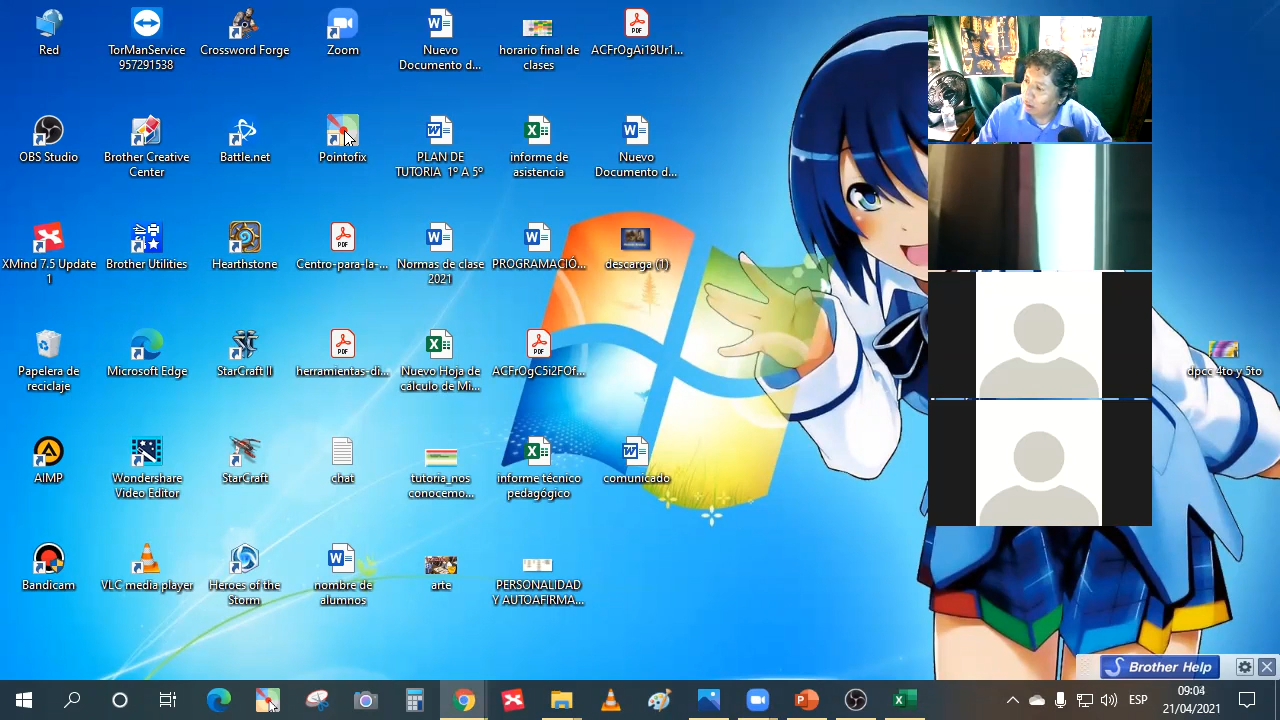 Red
TorManService
957291538
Crossword Forge
Zoom
Nuevo
Documento d...
horario final de
clases
ACFrOgAi19Ur1...
OBS Studio
Brother Creative
Center
Battle.net
Pointofix
PLAN DE
TUTORIA 1º A 5º
informe de
asistencia
Nuevo
Documento d...
XMind 7.5 Update
1
Brother Utilities
Hearthstone
Centro-para-la-...
Normas de clase
2021
PROGRAMACIÓ...
descarga (1)
Papelera de
reciclaje
Microsoft Edge
StarCraft II
herramientas-di...
Nuevo Hoja de
cálculo de Mi...
ACFrOgC5i2FOf...
dpcc 4to y 5to
AIMP
Wondershare
Video Editor
StarCraft
chat
tutoria_nos
conocemo...
informe técnico
pedagógico
comunicado
Bandicam
VLC media player
Heroes of the
Storm
nombre de
alumnos
arte
PERSONALIDAD
Y AUTOAFIRMA...
Brother Help
ESP
09:04
21/04/2021